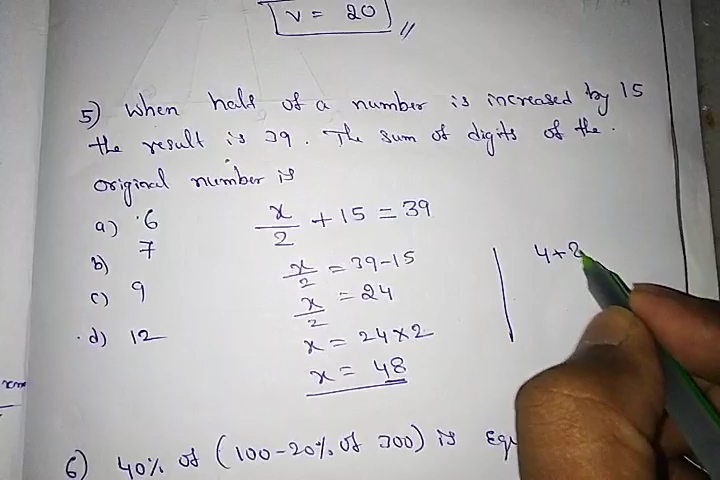 v = 20 //
5) When half of a number is increased by 15
the result is 39. The sum of digits of the.
original number is
a) 6
b) 7
c) 9
d) 12
x/2 + 15 = 39
x/2 = 39-15
x/2 = 24
x = 24×2
x = 48
4+8
6) 40% of (100-20% of 300) is Equ